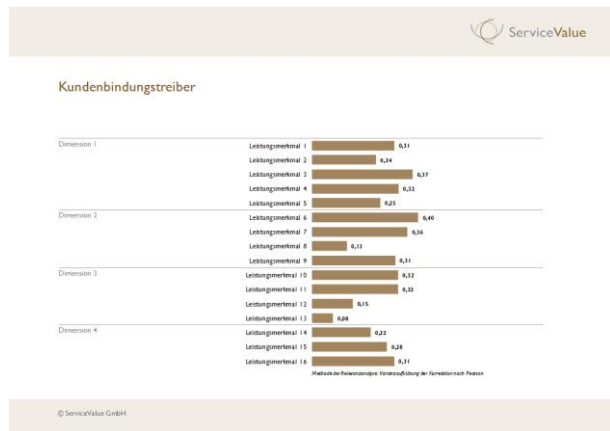 ServiceValue
Kundenbindungstreiber
Dimension 1
Leistungsmerkmal 1 0,31
Leistungsmerkmal 2 0,24
Leistungsmerkmal 3 0,37
Leistungsmerkmal 4 0,32
Leistungsmerkmal 5 0,25
Dimension 2
Leistungsmerkmal 6 0,40
Leistungsmerkmal 7 0,36
Leistungsmerkmal 8 0,13
Leistungsmerkmal 9 0,31
Dimension 3
Leistungsmerkmal 10 0,32
Leistungsmerkmal 11 0,32
Leistungsmerkmal 12 0,15
Leistungsmerkmal 13 0,08
Dimension 4
Leistungsmerkmal 14 0,22
Leistungsmerkmal 15 0,28
Leistungsmerkmal 16 0,31
Methode der Relevanzanalyse: Varianzaufklärung der Korrelation nach Pearson
© ServiceValue GmbH